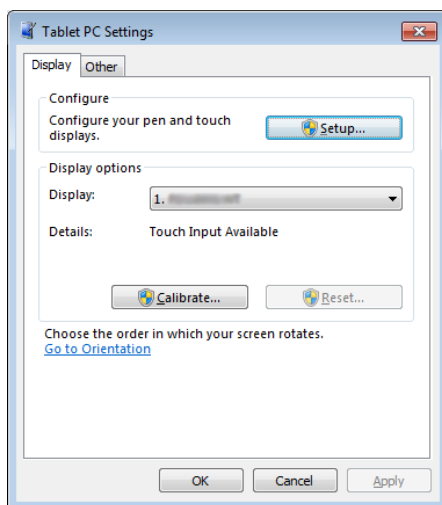 Tablet PC Settings
Display Other
Configure
Configure your pen and touch
displays.
Setup...
Display options
Display: 1.
Details: Touch Input Available
Calibrate... Reset...
Choose the order in which your screen rotates.
Go to Orientation
OK Cancel Apply